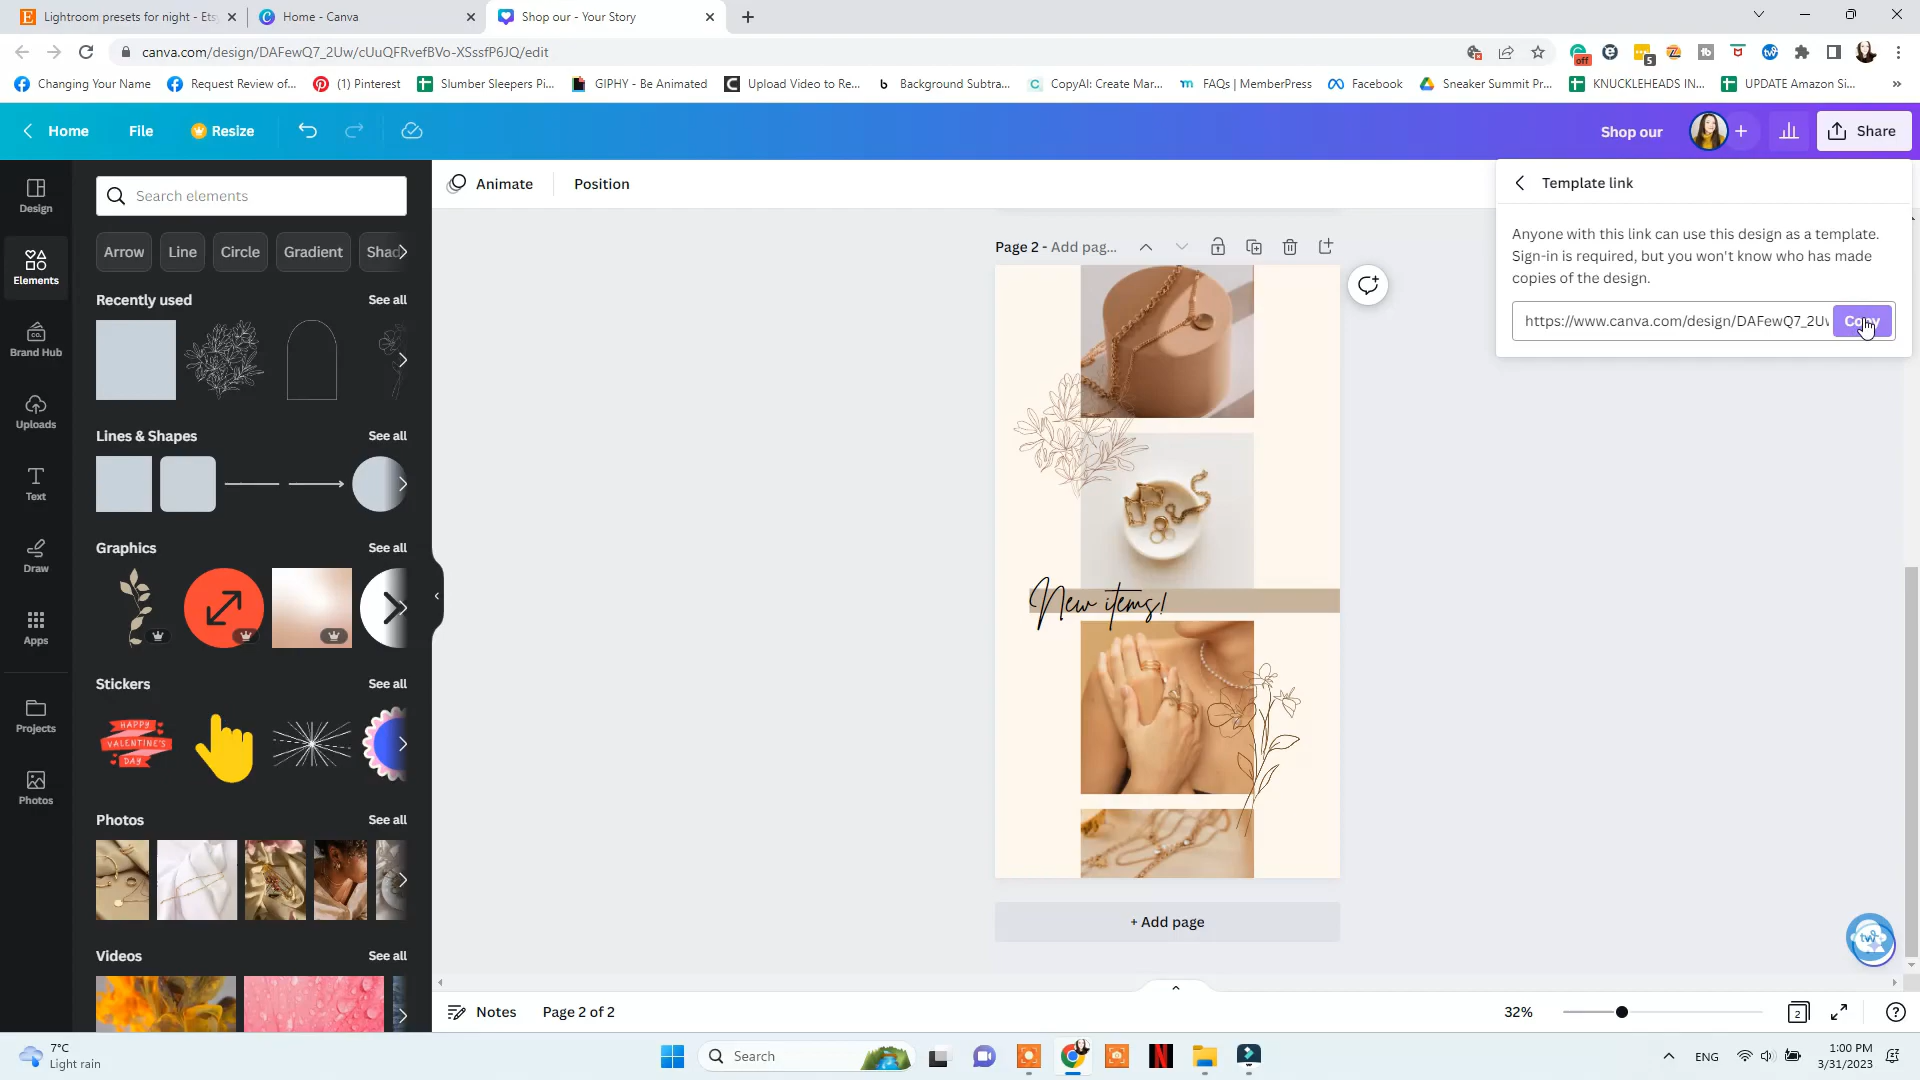 Lightroom presets for night - Ets
Home - Canva
Shop our - Your Story
canva.com/design/DAFewQ7_2Uw/cUuQFRvefBVo-XSssfP6JQ/edit
off
5
Changing Your Name
Request Review of...
(1) Pinterest
Slumber Sleepers Pi...
GIPHY - Be Animated
Upload Video to Re...
Background Subtra...
CopyAI: Create Mar...
FAQs | MemberPress
Facebook
Sneaker Summit Pr...
KNUCKLEHEADS IN...
UPDATE Amazon Si...
Home
File
Resize
Shop our
Share
Design
Elements
Brand Hub
Uploads
Text
Draw
Apps
Projects
Photos
Search elements
Arrow
Line
Circle
Gradient
Shad
Recently used
See all
Lines & Shapes
See all
Graphics
See all
Stickers
See all
HAPPY
VALENTINE'S
DAY
Photos
See all
Videos
See all
Animate
Position
Page 2 - Add pag...
New items!
+ Add page
Template link
Anyone with this link can use this design as a template.
Sign-in is required, but you won't know who has made
copies of the design.
https://www.canva.com/design/DAFewQ7_2U
Copy
Notes
Page 2 of 2
32%
2
7°C
Light rain
Search
ENG
1:00 PM
3/31/2023